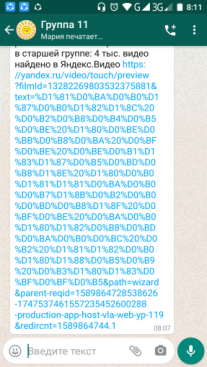 3G 3G 8:11
Группа 11
Мария печатает...
в старшей группе: 4 тыс. видео
найдено в Яндекс.Видео https:
//yandex.ru/video/touch/preview
?filmId=13282269803532375881&
text=%D1%81%D0%BA%D0%B0%D1
%87%D0%B0%D1%82%D1%8C%20
%D0%B2%D0%B8%D0%B4%D0%B5
%D0%BE%20%D1%80%D0%BE%D0
%BB%D0%B8%D0%BA%20%D0%BF
%D0%BE%20%D0%BE%D0%B1%D1
%83%D1%87%D0%B5%D0%BD%D0
%B8%D1%8E%20%D1%80%D0%B0
%D1%81%D1%81%D0%BA%D0%B0
%D0%B7%D1%8B%D0%B2%D0%B0
%D0%BD%D0%B8%D1%8F%20%D0
%BF%D0%BE%20%D0%BA%D0%B0
%D1%80%D1%82%D0%B8%D0%BD
%D0%BA%D0%B0%D0%BC%20%D0
%B2%20%D1%81%D1%82%D0%B0
%D1%80%D1%88%D0%B5%D0%B9
%20%D0%B3%D1%80%D1%83%D0
%BF%D0%BF%D0%B5&path=wizard
&parent-reqid=1589864728538626
-1747537461557235452600288
-production-app-host-vla-web-yp-119
&redircnt=1589864744.1
08:07
Введите текст